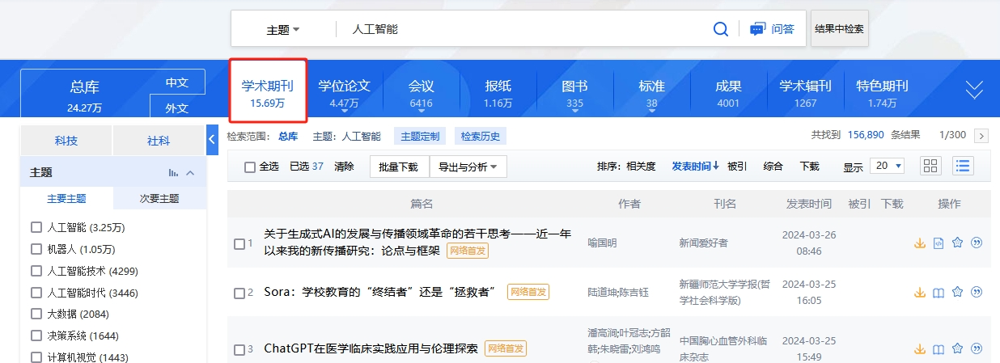 主题 人工智能 问答 结果中检索
总库 24.27万 中文 外文
学术期刊 15.69万
学位论文 4.47万
会议 6416
报纸 1.16万
图书 335
标准 38
成果 4001
学术辑刊 1267
特色期刊 1.74万
科技 社科
检索范围：总库 主题：人工智能 主题定制 检索历史 共找到 156,890 条结果 1/300
主题
主要主题 次要主题
人工智能 (3.25万)
机器人 (1.05万)
人工智能技术 (4299)
人工智能时代 (3446)
大数据 (2084)
决策系统 (1644)
计算机视觉 (1443)
全选 已选 37 清除 批量下载 导出与分析 排序：相关度 发表时间↓ 被引 综合 下载 显示 20
篇名 作者 刊名 发表时间 被引 下载 操作
1 关于生成式AI的发展与传播领域革命的若干思考——近一年
以来我的新传播研究：论点与框架 网络首发
喻国明
新闻爱好者
2024-03-26
08:46
2 Sora：学校教育的“终结者”还是“拯救者” 网络首发
陆道坤;陈吉钰
新疆师范大学学报(哲
学社会科学版)
2024-03-25
16:05
3 ChatGPT在医学临床实践应用与伦理探索 网络首发
潘高润;叶冠志;方韶
韩;朱晓雷;刘鸿鸣
中国胸心血管外科临
床杂志
2024-03-25
15:49